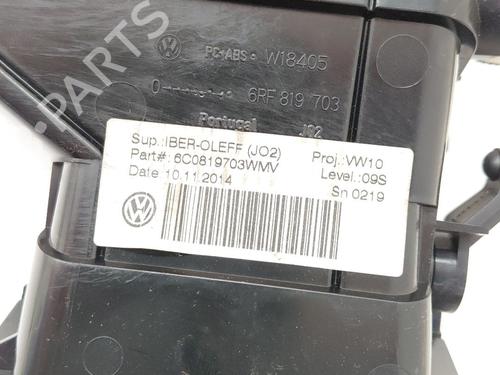 PC+ABS W18405
6RF 819 703
Portugal JO2
Sup.:IBER-OLEFF (JO2) Proj.:VW10
Part#:6C0819703WMV Level.:09S
Date 10.11.2014 Sn 0219
B-PARTS